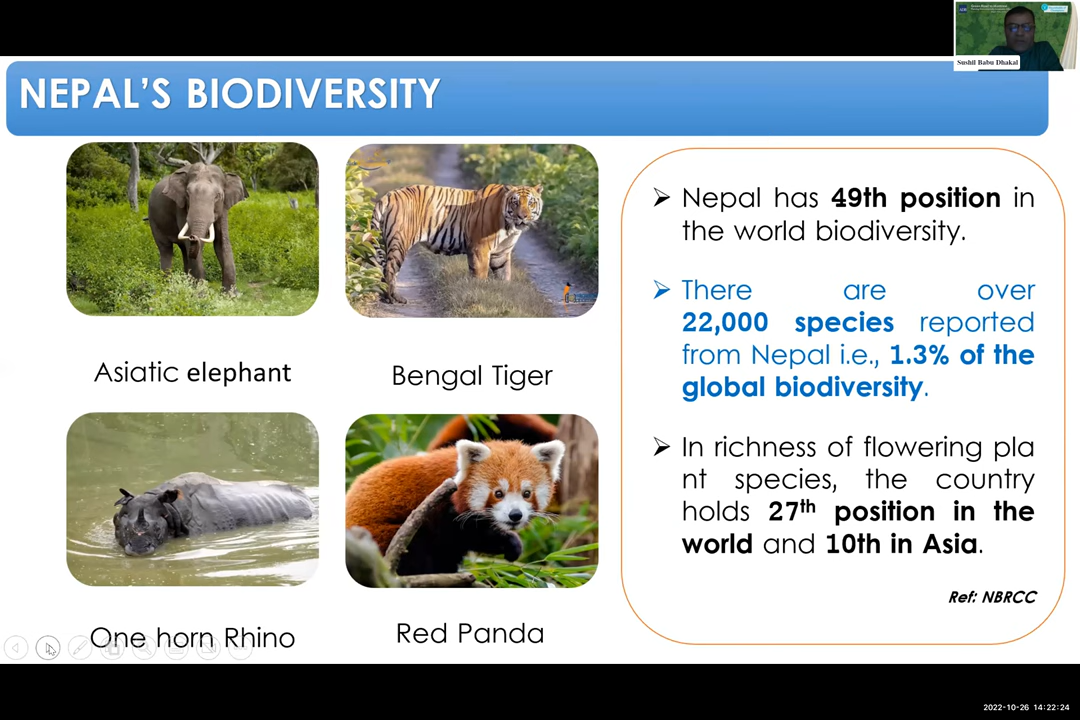 Sushil Babu Dhakal
NEPAL'S BIODIVERSITY
Asiatic elephant
Bengal Tiger
One horn Rhino
Red Panda
➢ Nepal has 49th position in
the world biodiversity.
➢ There are over
22,000 species reported
from Nepal i.e., 1.3% of the
global biodiversity.
➢ In richness of flowering pla
nt species, the country
holds 27th position in the
world and 10th in Asia.
Ref: NBRCC
2022-10-26 14:22:24